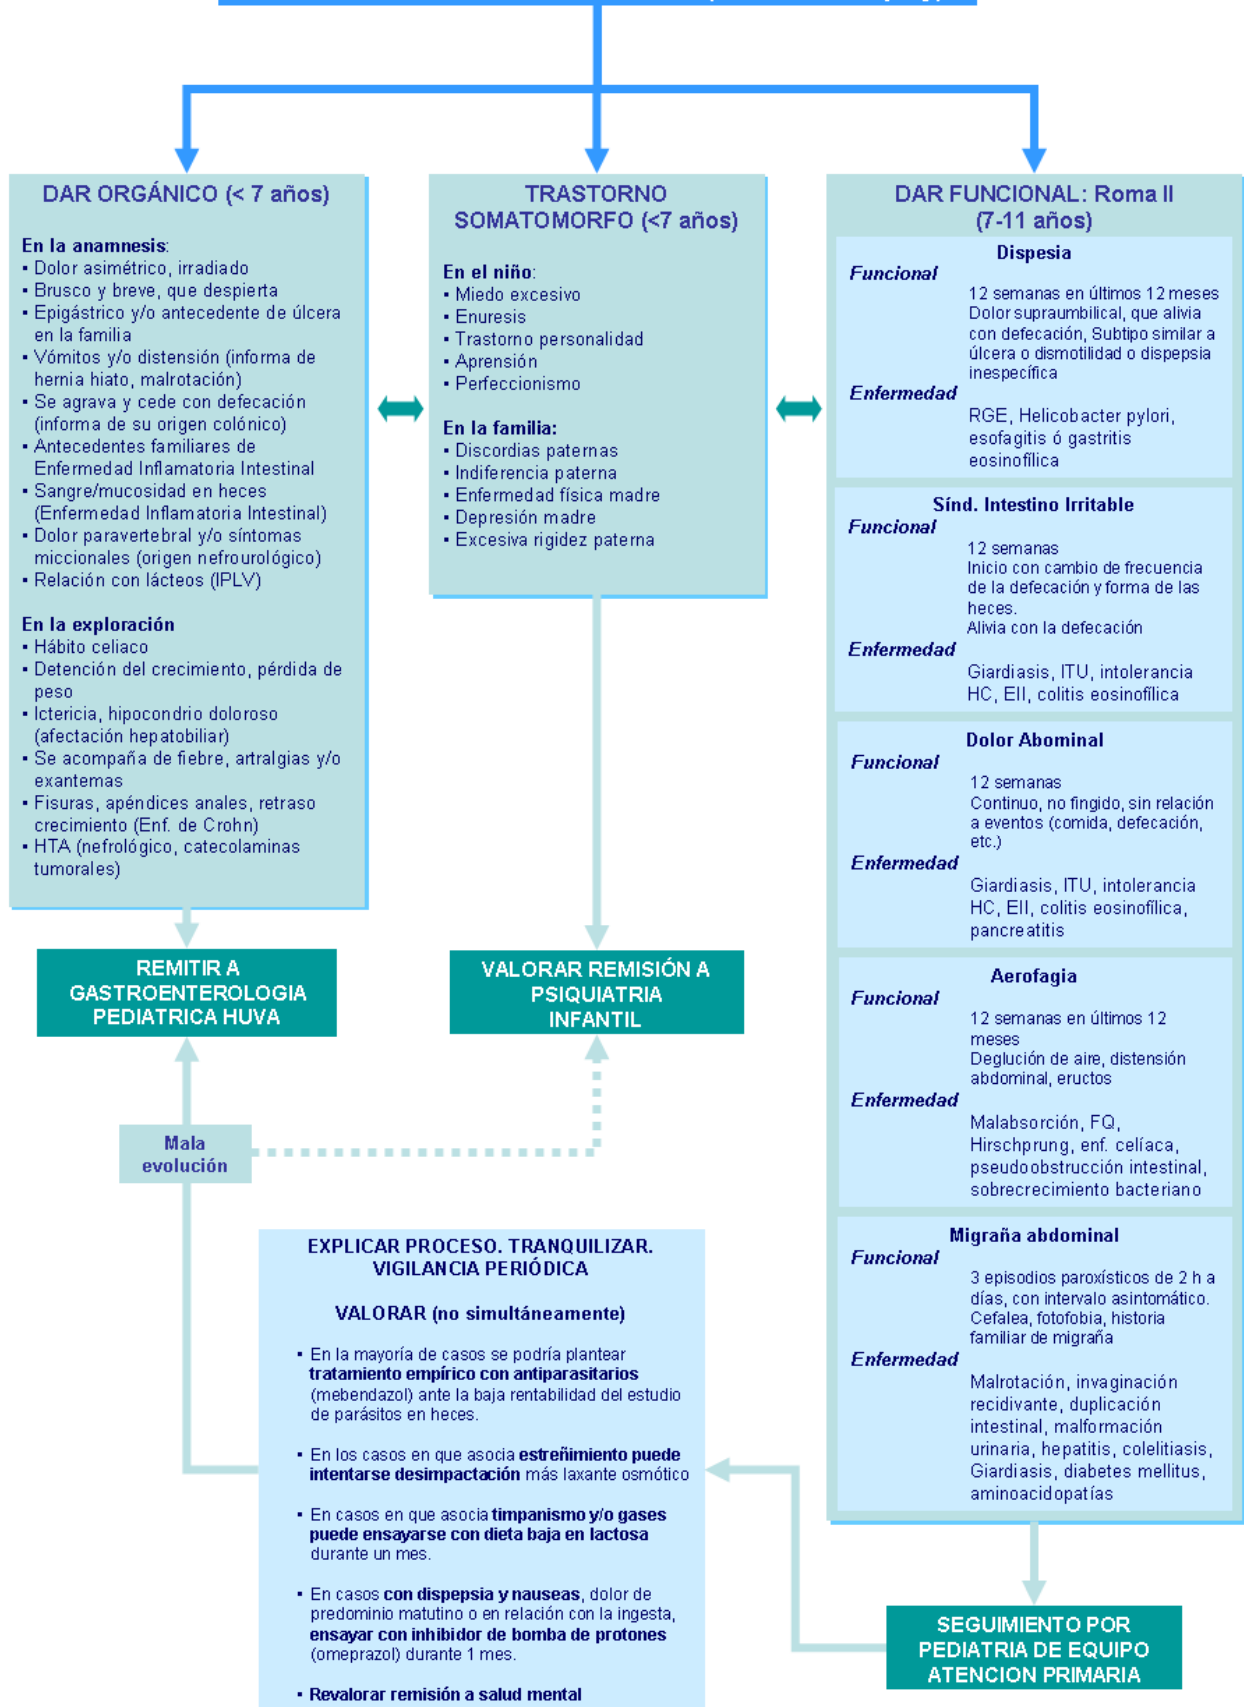 DAR ORGÁNICO (< 7 años)
En la anamnesis:
▪ Dolor asimétrico, irradiado
▪ Brusco y breve, que despierta
▪ Epigástrico y/o antecedente de úlcera
en la familia
▪ Vómitos y/o distensión (informa de
hernia hiato, malrotación)
▪ Se agrava y cede con defecación
(informa de su origen colónico)
▪ Antecedentes familiares de
Enfermedad Inflamatoria Intestinal
▪ Sangre/mucosidad en heces
(Enfermedad Inflamatoria Intestinal)
▪ Dolor paravertebral y/o síntomas
miccionales (origen nefrourológico)
▪ Relación con lácteos (IPLV)
En la exploración
▪ Hábito celiaco
▪ Detención del crecimiento, pérdida de
peso
▪ Ictericia, hipocondrio doloroso
(afectación hepatobiliar)
▪ Se acompaña de fiebre, artralgias y/o
exantemas
▪ Fisuras, apéndices anales, retraso
crecimiento (Enf. de Crohn)
▪ HTA (nefrológico, catecolaminas
tumorales)
TRASTORNO
SOMATOMORFO (<7 años)
En el niño:
▪ Miedo excesivo
▪ Enuresis
▪ Trastorno personalidad
▪ Aprensión
▪ Perfeccionismo
En la familia:
▪ Discordias paternas
▪ Indiferencia paterna
▪ Enfermedad física madre
▪ Depresión madre
▪ Excesiva rigidez paterna
DAR FUNCIONAL: Roma II
(7-11 años)
Dispesia
Funcional
12 semanas en últimos 12 meses
Dolor supraumbilical, que alivia
con defecación, Subtipo similar a
úlcera o dismotilidad o dispepsia
inespecífica
Enfermedad
RGE, Helicobacter pylori,
esofagitis ó gastritis
eosinofílica
Sínd. Intestino Irritable
Funcional
12 semanas
Inicio con cambio de frecuencia
de la defecación y forma de las
heces.
Alivia con la defecación
Enfermedad
Giardiasis, ITU, intolerancia
HC, EII, colitis eosinofílica
Dolor Abominal
Funcional
12 semanas
Continuo, no fingido, sin relación
a eventos (comida, defecación,
etc.)
Enfermedad
Giardiasis, ITU, intolerancia
HC, EII, colitis eosinofílica,
pancreatitis
Aerofagia
Funcional
12 semanas en últimos 12
meses
Deglución de aire, distensión
abdominal, eructos
Enfermedad
Malabsorción, FQ,
Hirschprung, enf. celíaca,
pseudoobstrucción intestinal,
sobrecrecimiento bacteriano
Migraña abdominal
Funcional
3 episodios paroxísticos de 2 h a
días, con intervalo asintomático.
Cefalea, fotofobia, historia
familiar de migraña
Enfermedad
Malrotación, invaginación
recidivante, duplicación
intestinal, malformación
urinaria, hepatitis, colelitiasis,
Giardiasis, diabetes mellitus,
aminoacidopatías
REMITIR A
GASTROENTEROLOGIA
PEDIATRICA HUVA
VALORAR REMISIÓN A
PSIQUIATRIA
INFANTIL
Mala
evolución
EXPLICAR PROCESO. TRANQUILIZAR.
VIGILANCIA PERIÓDICA
VALORAR (no simultáneamente)
▪ En la mayoría de casos se podría plantear
tratamiento empírico con antiparasitarios
(mebendazol) ante la baja rentabilidad del estudio
de parásitos en heces.
▪ En los casos en que asocia estreñimiento puede
intentarse desimpactación más laxante osmótico
▪ En casos en que asocia timpanismo y/o gases
puede ensayarse con dieta baja en lactosa
durante un mes.
▪ En casos con dispepsia y nauseas, dolor de
predominio matutino o en relación con la ingesta,
ensayar con inhibidor de bomba de protones
(omeprazol) durante 1 mes.
▪ Revalorar remisión a salud mental
SEGUIMIENTO POR
PEDIATRIA DE EQUIPO
ATENCION PRIMARIA